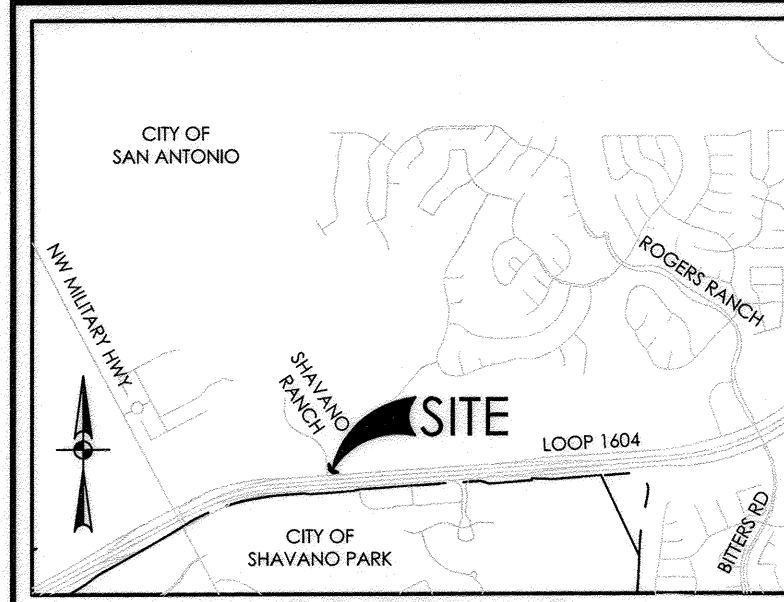 CITY OF
SAN ANTONIO
NW MILITARY HWY
ROGERS RANCH
SHAVANO
RANCH
SITE
LOOP 1604
CITY OF
SHAVANO PARK
BITTERS RD